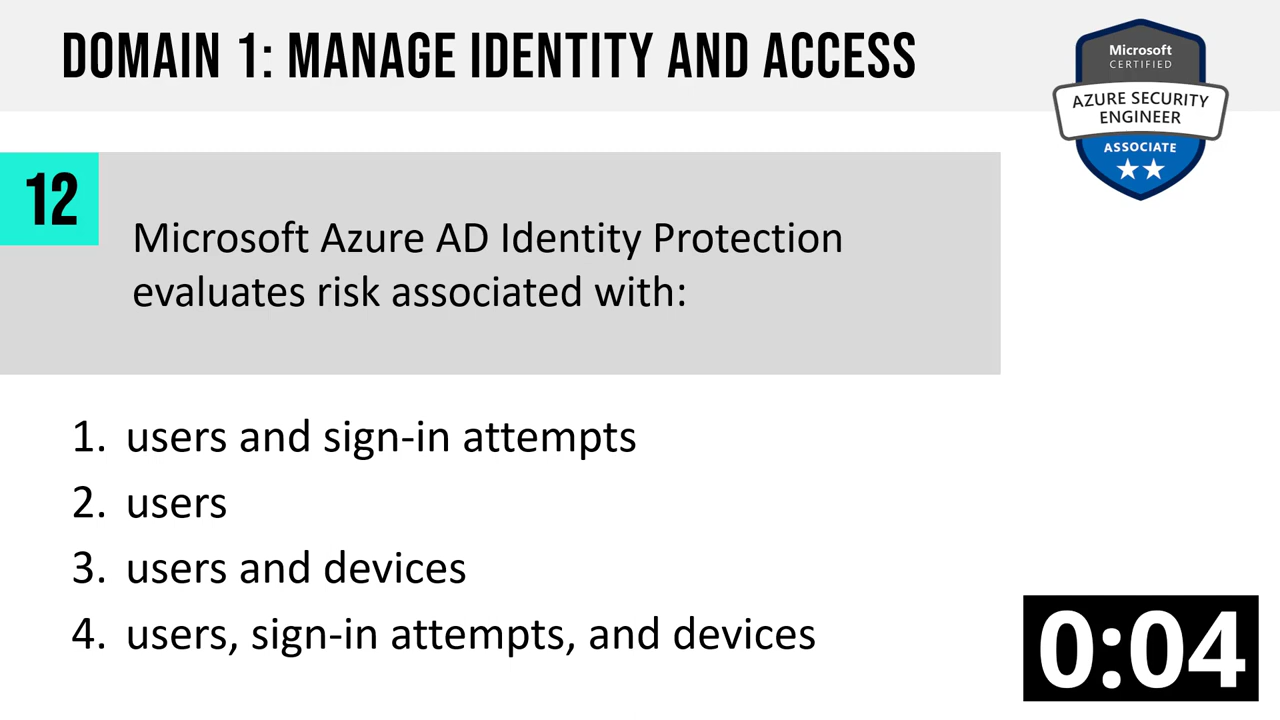 DOMAIN 1: MANAGE IDENTITY AND ACCESS
Microsoft
CERTIFIED
AZURE SECURITY
ENGINEER
ASSOCIATE
12
Microsoft Azure AD Identity Protection
evaluates risk associated with:
1. users and sign-in attempts
2. users
3. users and devices
4. users, sign-in attempts, and devices
0:04